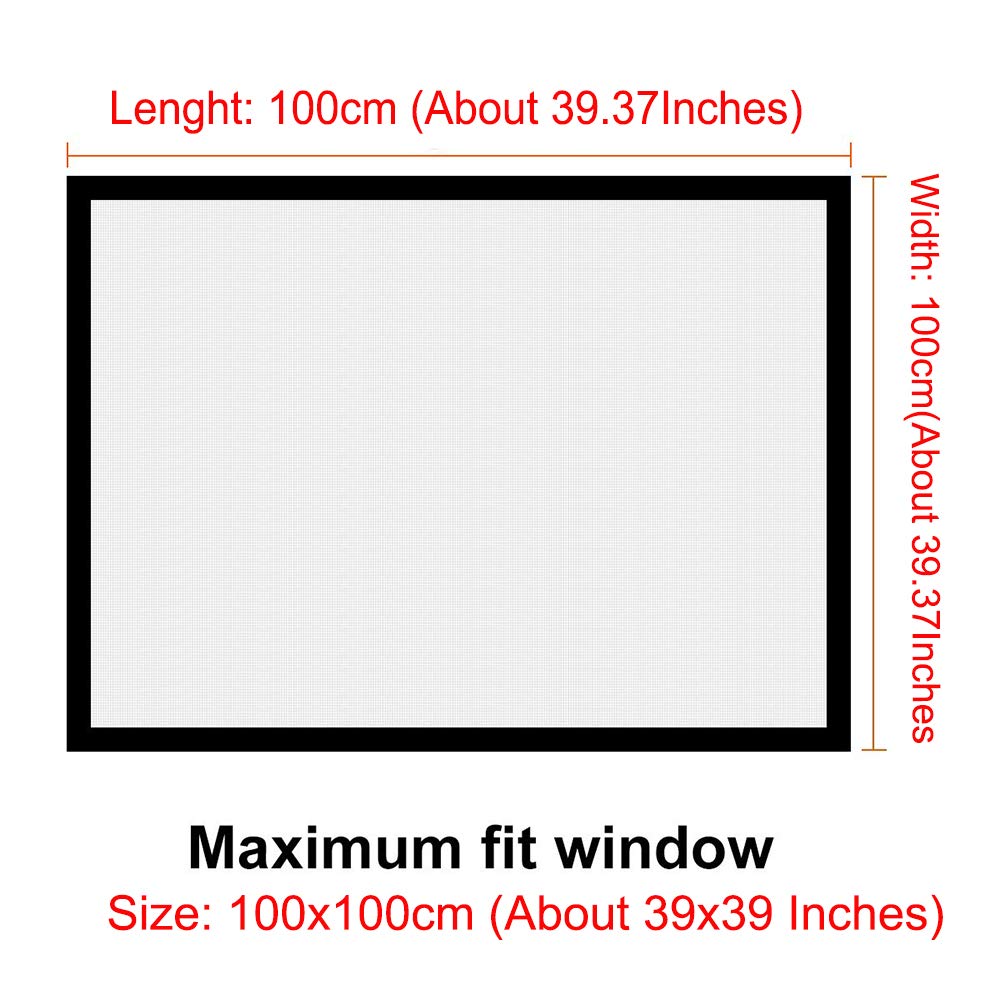 Lenght: 100cm (About 39.37Inches)
Width: 100cm(About 39.37Inches
Maximum fit window
Size: 100x100cm (About 39x39 Inches)